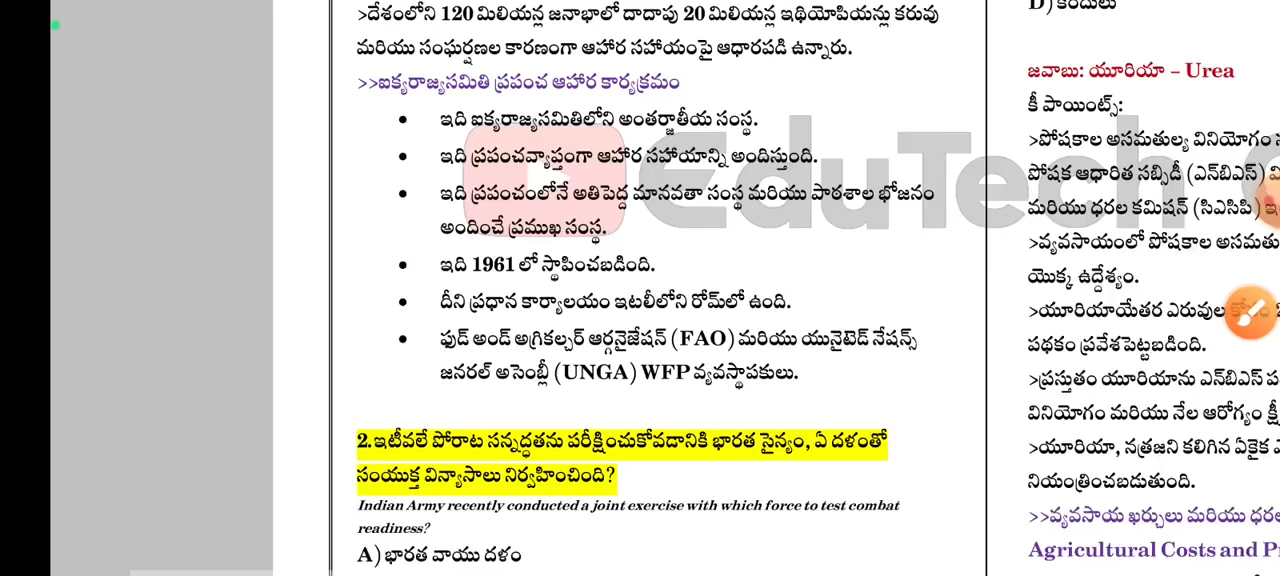 >దేశంలోని 120 మిలియన్ల జనాభాలో దాదాపు 20 మిలియన్ల ఇథియోపియన్లు కరువు
మరియు సంఘర్షణల కారణంగా ఆహార సహాయంపై ఆధారపడి ఉన్నారు.
>>ఐక్యరాజ్యసమితి ప్రపంచ ఆహార కార్యక్రమం
• ఇది ఐక్యరాజ్యసమితిలోని అంతర్జాతీయ సంస్థ.
• ఇది ప్రపంచవ్యాప్తంగా ఆహార సహాయాన్ని అందిస్తుంది.
• ఇది ప్రపంచంలోనే అతిపెద్ద మానవతా సంస్థ మరియు పాఠశాల భోజనం
అందించే ప్రముఖ సంస్థ.
• ఇది 1961 లో స్థాపించబడింది.
• దీని ప్రధాన కార్యాలయం ఇటలీలోని రోమ్‌లో ఉంది.
• ఫుడ్ అండ్ అగ్రికల్చర్ ఆర్గనైజేషన్ (FAO) మరియు యునైటెడ్ నేషన్స్
జనరల్ అసెంబ్లీ (UNGA) WFP వ్యవస్థాపకులు.
2.ఇటీవలే పోరాట సన్నద్ధతను పరీక్షించుకోవడానికి భారత సైన్యం, ఏ దళంతో
సంయుక్త విన్యాసాలు నిర్వహించింది?
Indian Army recently conducted a joint exercise with which force to test combat
readiness?
A) భారత వాయు దళం
D) కందులు
జవాబు: యూరియా – Urea
కీ పాయింట్స్:
>పోషకాల అసమతుల్య వినియోగం
పోషక ఆధారిత సబ్సిడీ (ఎన్‌బిఎస్)
మరియు ధరల కమిషన్ (సిఎసిపి)
>వ్యవసాయంలో పోషకాల
యొక్క ఉద్దేశ్యం.
>యూరియాయేతర ఎరువుల
పథకం ప్రవేశపెట్టబడింది.
>ప్రస్తుతం యూరియాను
వినియోగం మరియు నేల ఆరోగ్యం
>యూరియా, నత్రజని కలిగిన ఏకైక
నియంత్రించబడుతుంది.
>>వ్యవసాయ ఖర్చులు మరియు
Agricultural Costs and
EduTech